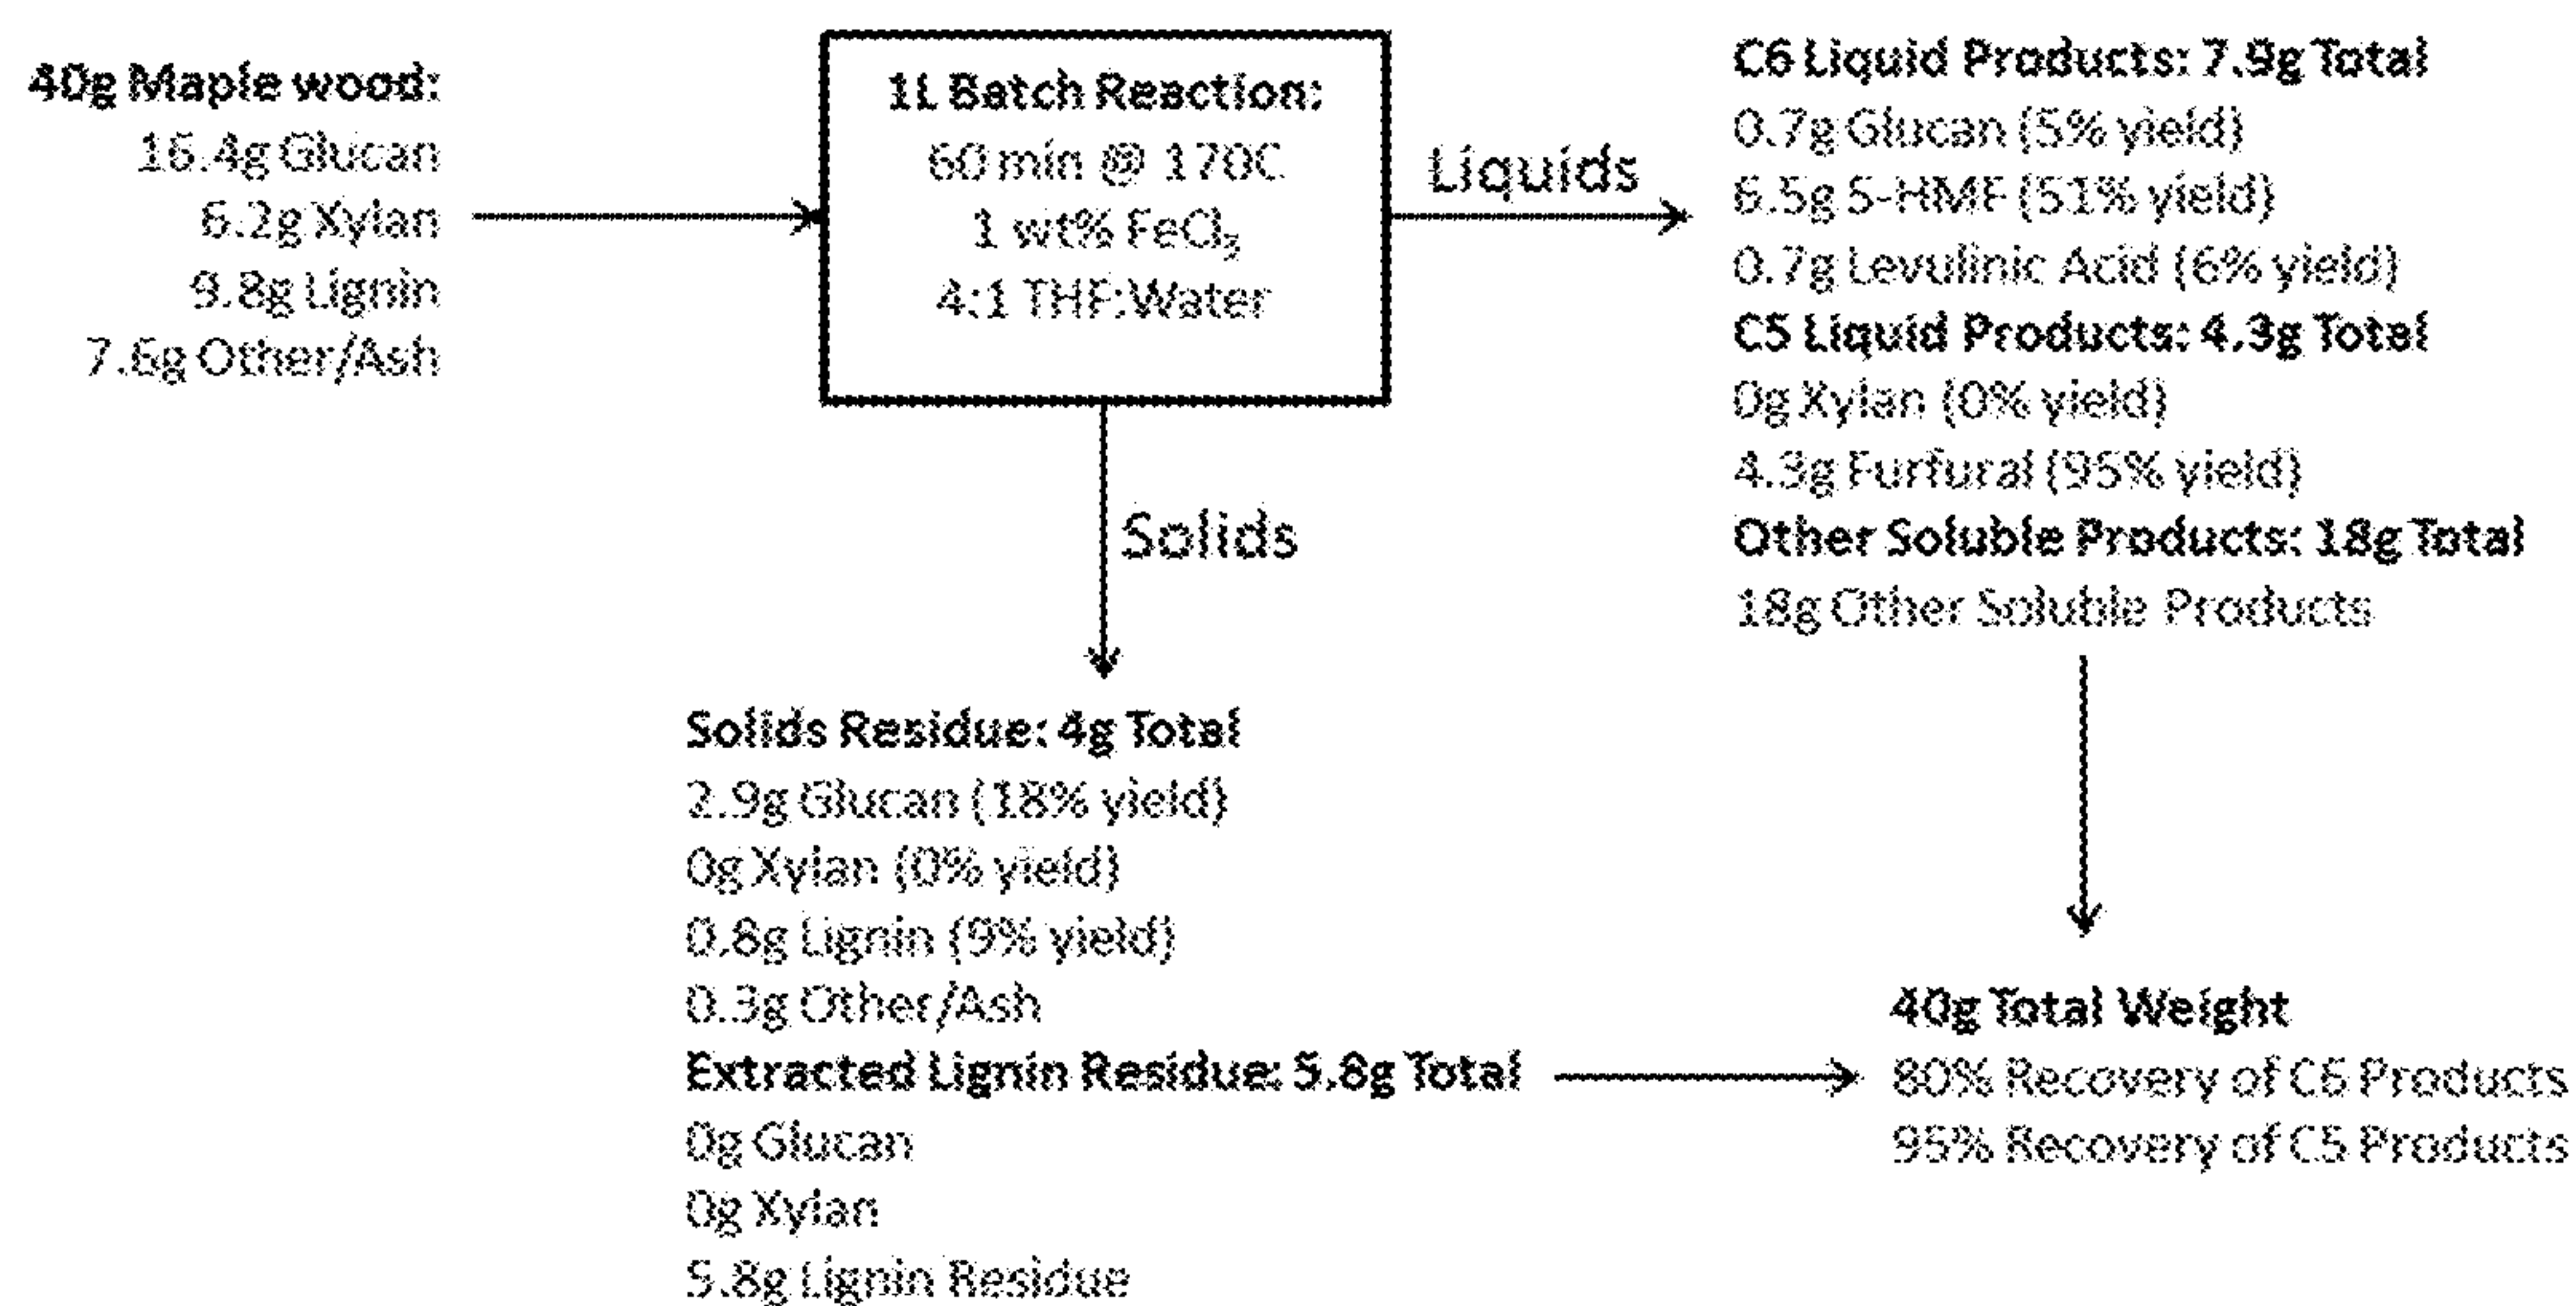 40g Maple wood:
16.4g Glucan
6.2g Xylan
9.8g Lignin
7.6g Other/Ash
1L Batch Reaction:
60 min @ 170C
1 wt% FeCl₃
4:1 THF:Water
Liquids
C6 Liquid Products: 7.9g Total
0.7g Glucan (5% yield)
6.5g 5-HMF (51% yield)
0.7g Levulinic Acid (6% yield)
C5 Liquid Products: 4.3g Total
0g Xylan (0% yield)
4.3g Furfural (95% yield)
Other Soluble Products: 18g Total
18g Other Soluble Products
Solids
Solids Residue: 4g Total
2.9g Glucan (18% yield)
0g Xylan (0% yield)
0.8g Lignin (9% yield)
0.3g Other/Ash
Extracted Lignin Residue: 5.8g Total
0g Glucan
0g Xylan
5.8g Lignin Residue
40g Total Weight
80% Recovery of C6 Products
95% Recovery of C5 Products